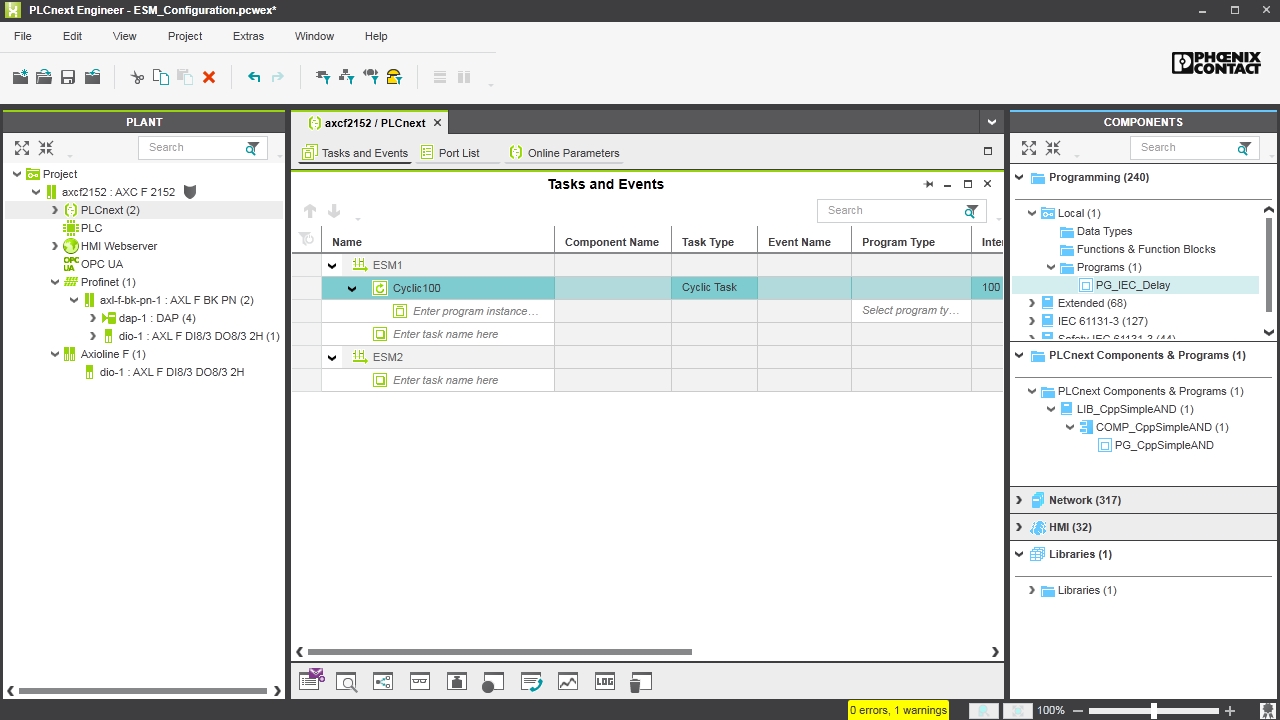 PLCnext Engineer - ESM_Configuration.pcwex*
File Edit View Project Extras Window Help
PHŒNIX
CONTACT
PLANT
Search
Project
axcf2152 : AXC F 2152
PLCnext (2)
PLC
HMI Webserver
OPC UA
OPC UA
Profinet (1)
axl-f-bk-pn-1 : AXL F BK PN (2)
dap-1 : DAP (4)
dio-1 : AXL F DI8/3 DO8/3 2H (1)
Axioline F (1)
dio-1 : AXL F DI8/3 DO8/3 2H
axcf2152 / PLCnext
Tasks and Events Port List Online Parameters
Tasks and Events
Search
Name Component Name Task Type Event Name Program Type Inter
ESM1
Cyclic100 Cyclic Task 100
Enter program instance… Select program ty…
Enter task name here
ESM2
Enter task name here
LOG
COMPONENTS
Search
Programming (240)
Local (1)
Data Types
Functions & Function Blocks
Programs (1)
PG_IEC_Delay
Extended (68)
IEC 61131-3 (127)
Safety IEC 61131-3 (44)
PLCnext Components & Programs (1)
PLCnext Components & Programs (1)
LIB_CppSimpleAND (1)
COMP_CppSimpleAND (1)
PG_CppSimpleAND
Network (317)
HMI (32)
Libraries (1)
Libraries (1)
0 errors, 1 warnings 100%